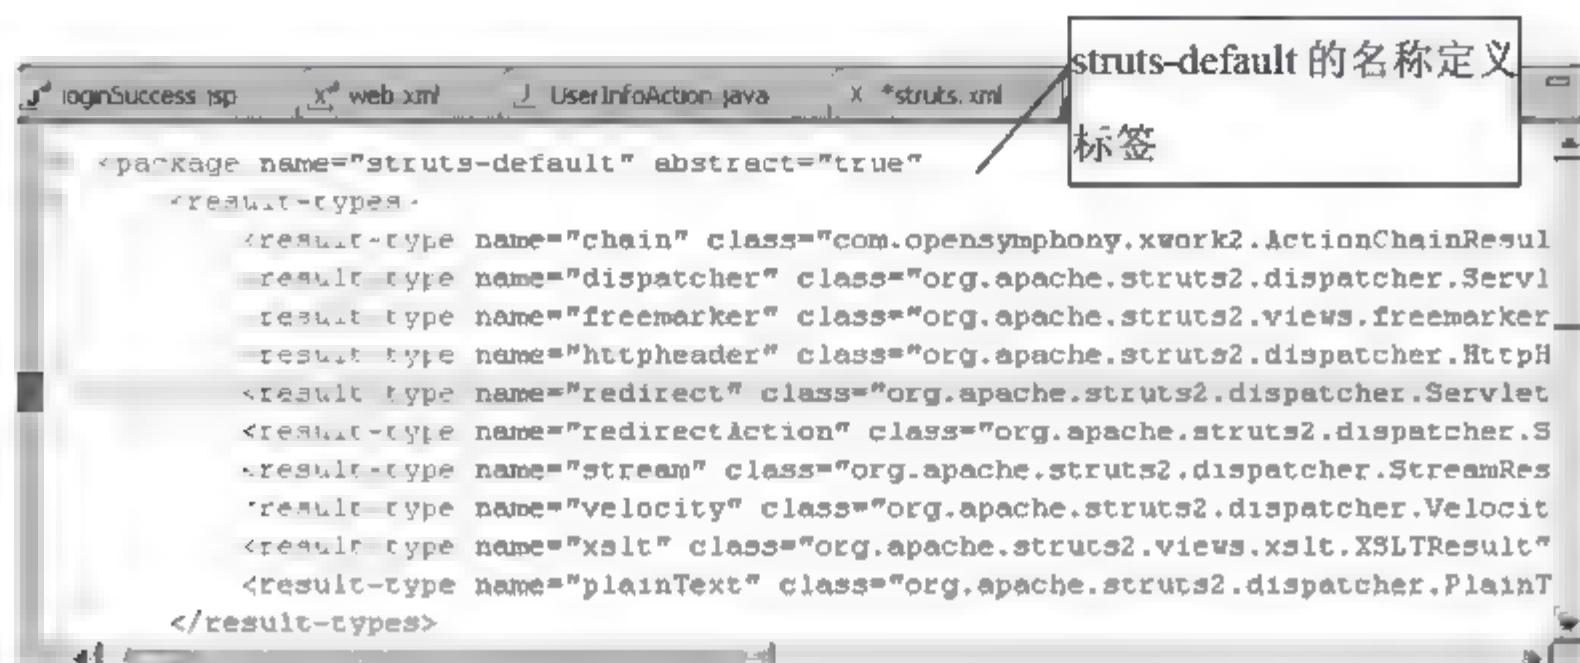 struts-default 的名称定义
标签
loginSuccess.jsp web.xml UserInfoAction.java *struts.xml
<package name="struts-default" abstract="true"
<result-types>
<result-type name="chain" class="com.opensymphony.xwork2.ActionChainResul
<result-type name="dispatcher" class="org.apache.struts2.dispatcher.Servl
<result-type name="freemarker" class="org.apache.struts2.views.freemarker
<result-type name="httpheader" class="org.apache.struts2.dispatcher.HttpH
<result-type name="redirect" class="org.apache.struts2.dispatcher.Servlet
<result-type name="redirectAction" class="org.apache.struts2.dispatcher.S
<result-type name="stream" class="org.apache.struts2.dispatcher.StreamRes
<result-type name="velocity" class="org.apache.struts2.dispatcher.Velocit
<result-type name="xslt" class="org.apache.struts2.views.xslt.XSLTResult"
<result-type name="plainText" class="org.apache.struts2.dispatcher.PlainT
</result-types>